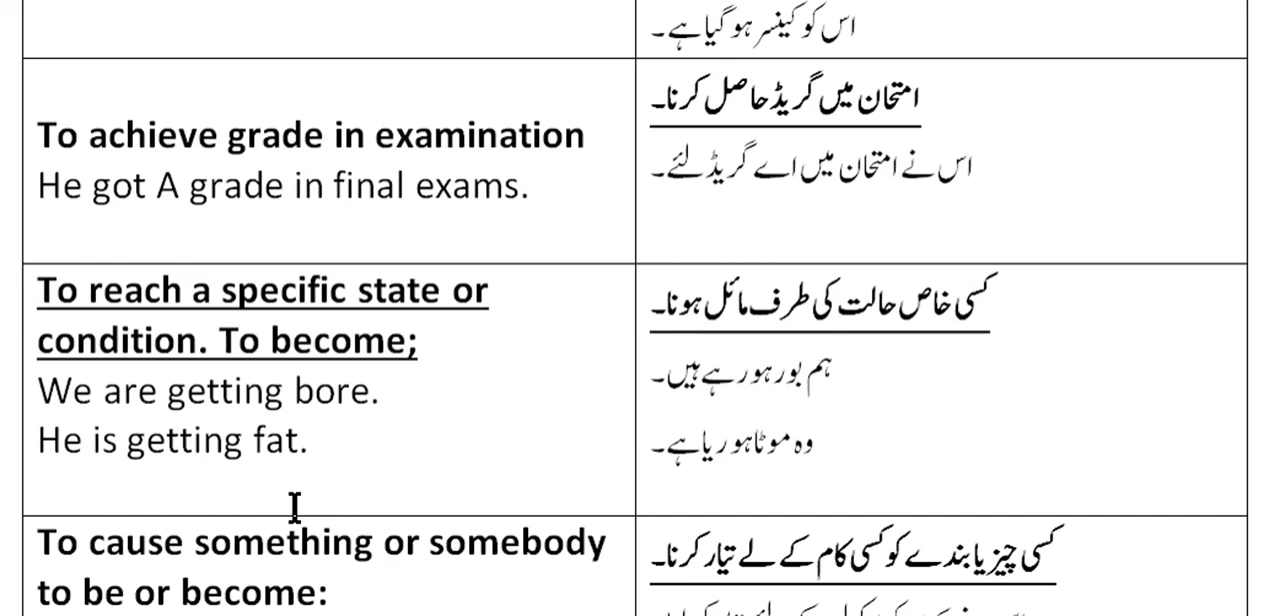 اس کو کینسر ہو گیا ہے۔
To achieve grade in examination
He got A grade in final exams.
امتحان میں گریڈ حاصل کرنا۔
اس نے امتحان میں اے گریڈ لئے۔
To reach a specific state or
condition. To become;
We are getting bore.
He is getting fat.
کسی خاص حالت کی طرف مائل ہونا۔
ہم بور ہو رہے ہیں۔
وہ موٹا ہو ریا ہے۔
To cause something or somebody
to be or become:
کسی چیز یا بندے کو کسی کام کے لے تیار کرنا۔